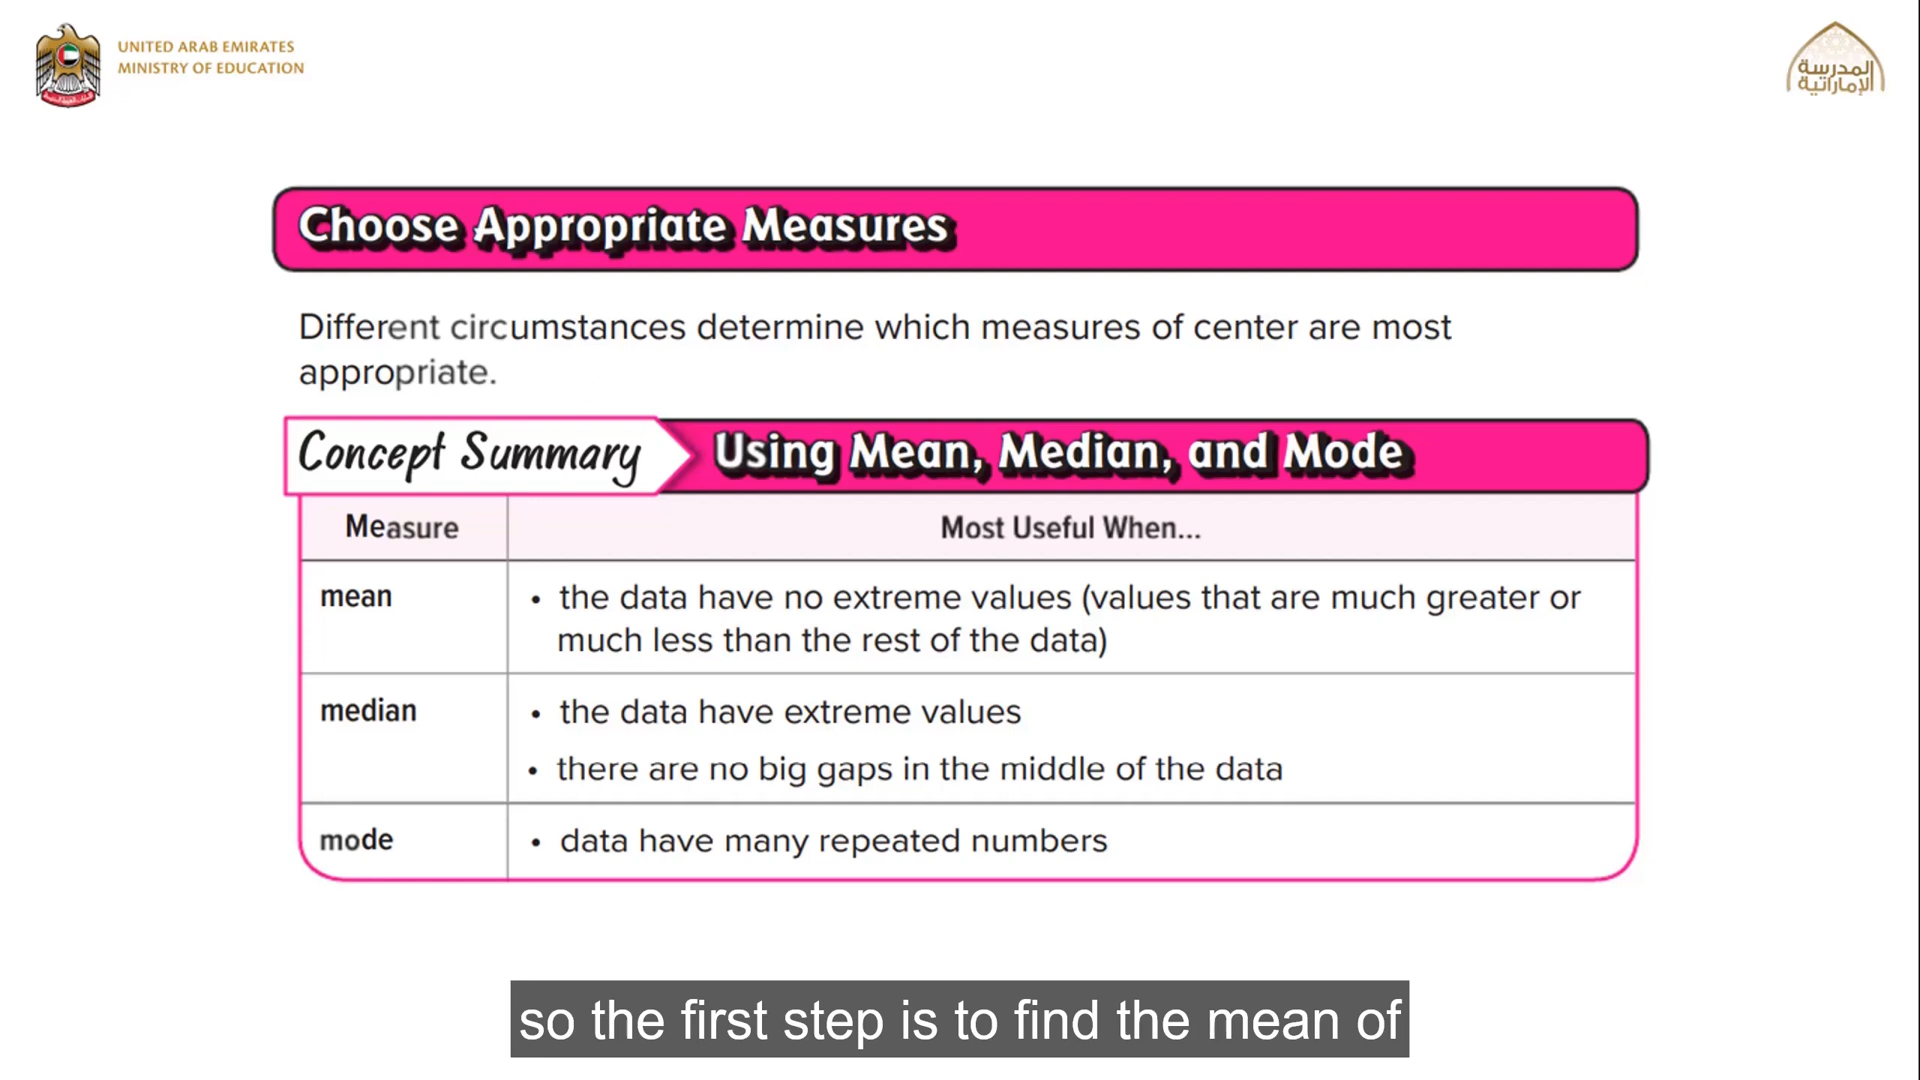 UNITED ARAB EMIRATES
MINISTRY OF EDUCATION
المدرسة
الإماراتية
Choose Appropriate Measures
Different circumstances determine which measures of center are most
appropriate.
Concept Summary Using Mean, Median, and Mode
Measure Most Useful When...
mean • the data have no extreme values (values that are much greater or
much less than the rest of the data)
median • the data have extreme values
• there are no big gaps in the middle of the data
mode • data have many repeated numbers
so the first step is to find the mean of